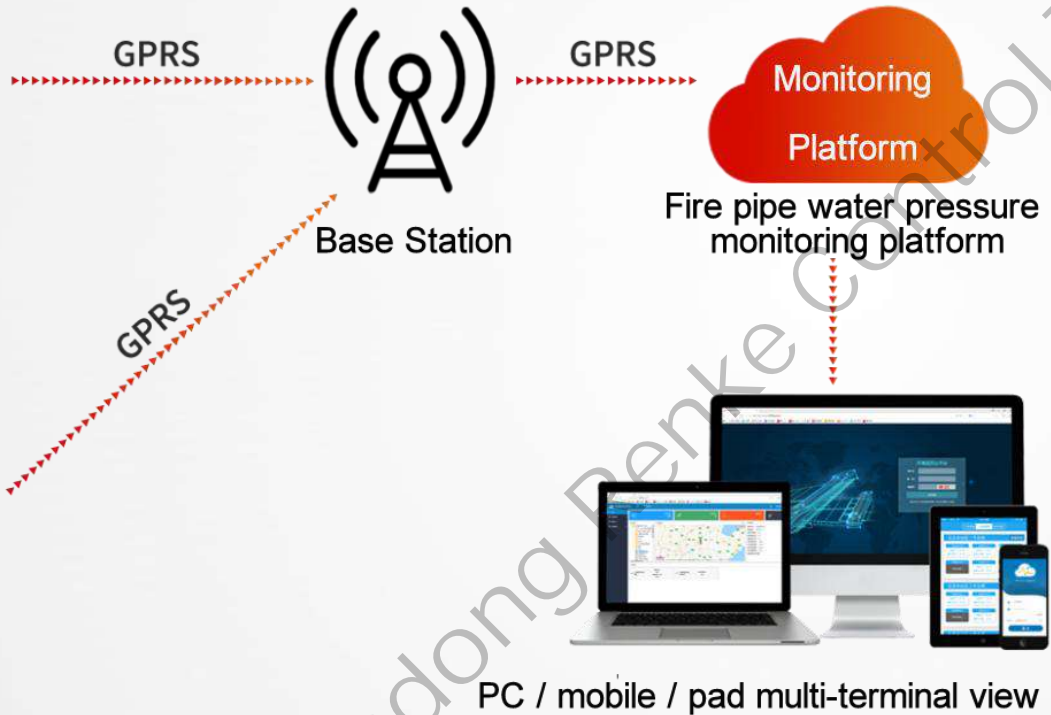 GPRS
GPRS
Monitoring
Platform
Base Station
Fire pipe water pressure
monitoring platform
GPRS
PC / mobile / pad multi-terminal view
dong Renke Control